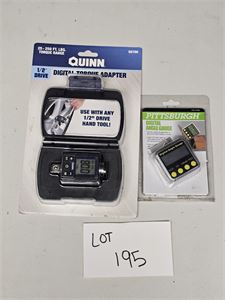 25-250 FT. LBS.
TORQUE RANGE
QUINN
1/2" DRIVE
DIGITAL TORQUE ADAPTER
USE WITH ANY
1/2" DRIVE
HAND TOOL!
PITTSBURGH
DIGITAL
ANGLE GAUGE
LOT
195